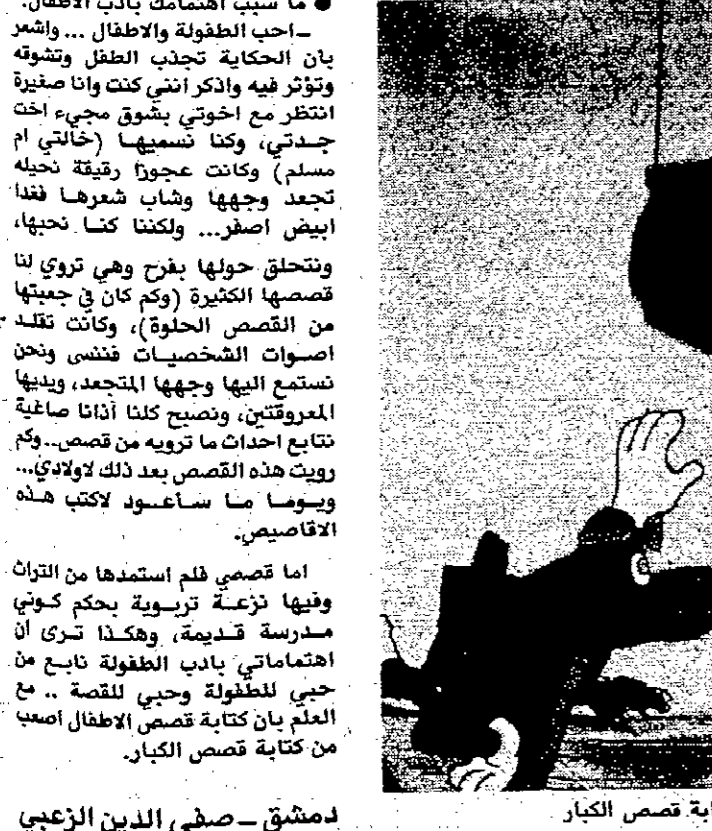 ● ما سبب اهتمامك بادب الاطفال؟
ـ احب الطفولة والاطفال ... واشعر
بان الحكاية تجذب الطفل وتشوقه
وتؤثر فيه واذكر انني كنت وانا صغيرة
انتظر مع اخوتي بشوق مجيء اخت
جدتي، وكنا نسميها (خالتي ام
مسلم) وكانت عجوزا رقيقة نحيله
تجعد وجهها وشاب شعرها فغدا
ابيض اصفر... ولكننا كنا نحبها،
ونتحلق حولها بفرح وهي تروي لنا
قصصها الكثيرة (وكم كان في جعبتها
من القصص الحلوة)، وكانت تقلد
اصوات الشخصيات فننسى ونحن
نستمع اليها وجهها المتجعد، ويديها
المعروقتين، ونصبح كلنا أذانا صاغية
نتابع احداث ما ترويه من قصص.. وكم
رويت هذه القصص بعد ذلك لاولادي...
ويوما ما سأعود لاكتب هذه
الاقاصيص.
اما قصصي فلم استمدها من التراث
وفيها نزعة تربوية بحكم كوني
مدرسة قديمة، وهكذا ترى ان
اهتماماتي بادب الطفولة نابع من
حبي للطفولة وحبي للقصة .. مع
العلم بان كتابة قصص الاطفال اصعب
من كتابة قصص الكبار.
دمشق ـ صفي الدين الزعبي
قصص الكبار